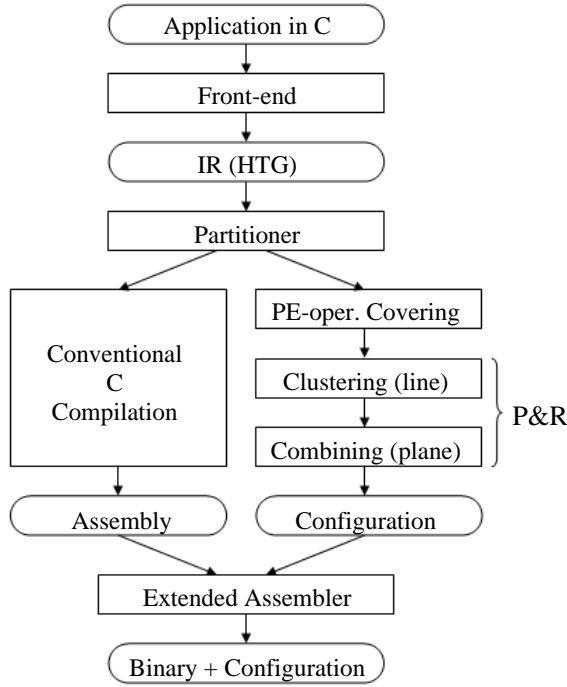 Application in C
Front-end
IR (HTG)
Partitioner
Conventional
C
Compilation
PE-oper. Covering
Clustering (line)
Combining (plane)
P&R
Assembly
Configuration
Extended Assembler
Binary + Configuration